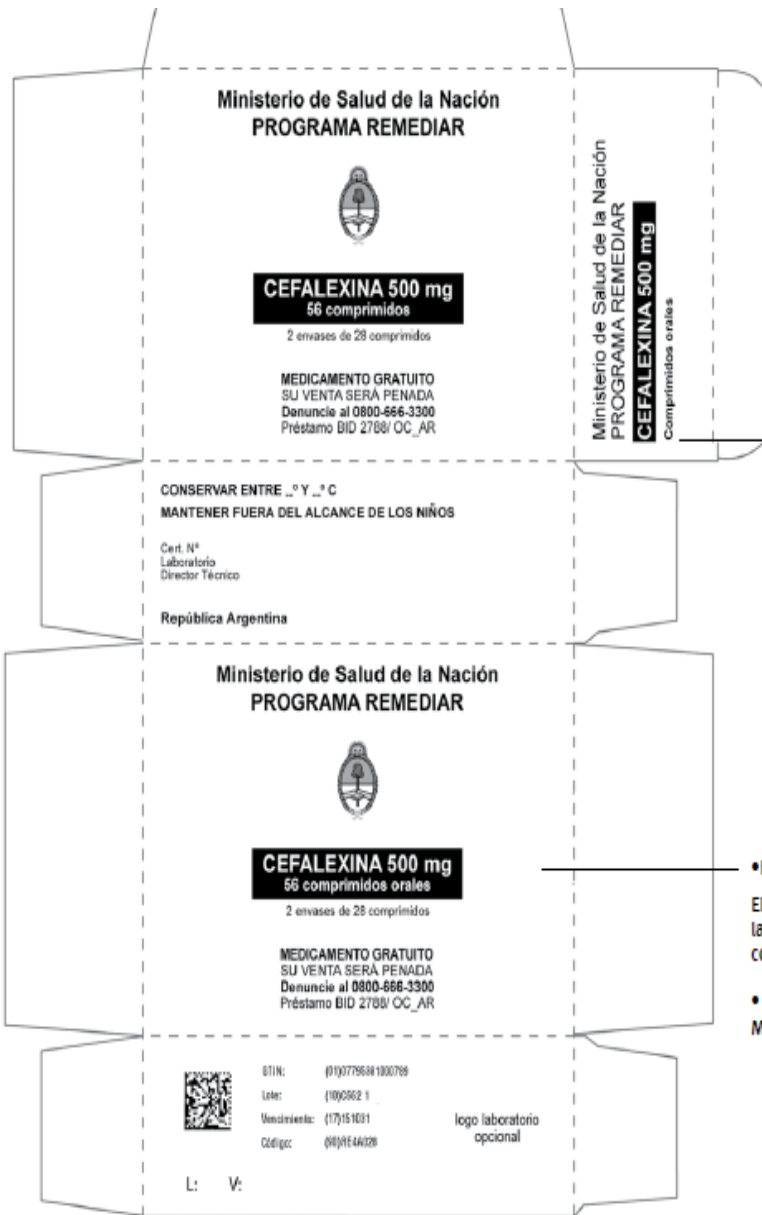 Ministerio de Salud de la Nación
PROGRAMA REMEDIAR
CEFALEXINA 500 mg
56 comprimidos
2 envases de 28 comprimidos
MEDICAMENTO GRATUITO
SU VENTA SERÁ PENADA
Denuncie al 0800-666-3300
Préstamo BID 2788/ OC_AR
Ministerio de Salud de la Nación
PROGRAMA REMEDIAR
CEFALEXINA 500 mg
Comprimidos orales
CONSERVAR ENTRE ..º Y ..º C
MANTENER FUERA DEL ALCANCE DE LOS NIÑOS
Cert. Nº
Laboratorio
Director Técnico
República Argentina
Ministerio de Salud de la Nación
PROGRAMA REMEDIAR
CEFALEXINA 500 mg
56 comprimidos orales
2 envases de 28 comprimidos
MEDICAMENTO GRATUITO
SU VENTA SERÁ PENADA
Denuncie al 0800-666-3300
Préstamo BID 2788/ OC_AR
GTIN:
Lote:
Vencimiento: (17)151031
Código:
logo laboratorio
opcional
L: V: